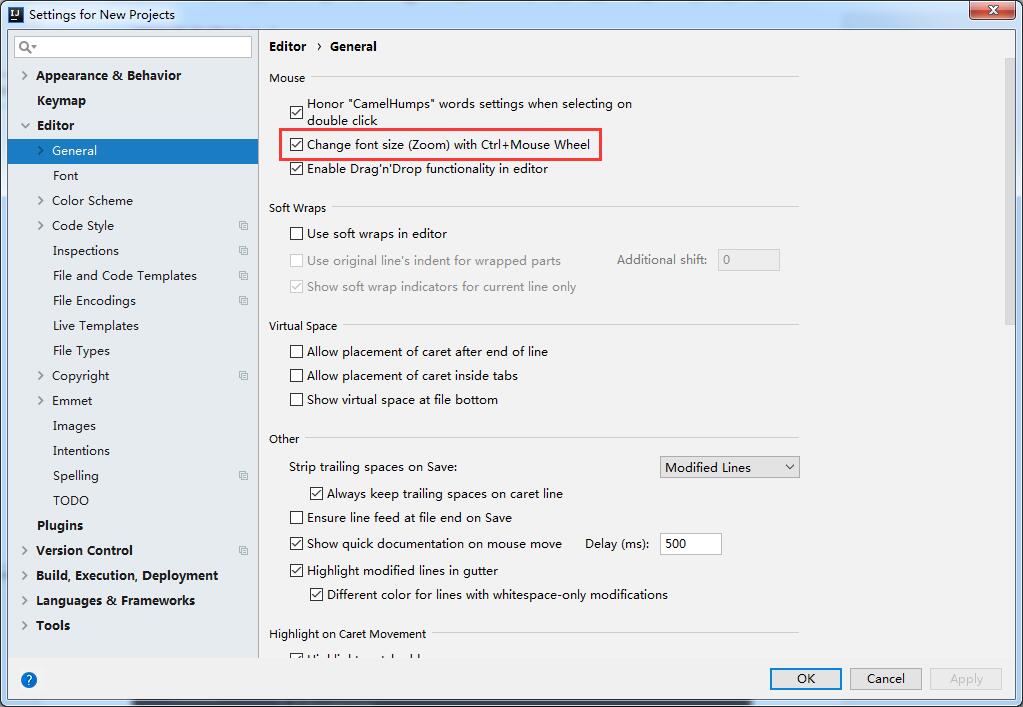 IJ
Settings for New Projects
Appearance & Behavior
Keymap
Editor
General
Font
Color Scheme
Code Style
Inspections
File and Code Templates
File Encodings
Live Templates
File Types
Copyright
Emmet
Images
Intentions
Spelling
TODO
Plugins
Version Control
Build, Execution, Deployment
Languages & Frameworks
Tools
Editor › General
Mouse
Honor "CamelHumps" words settings when selecting on
double click
Change font size (Zoom) with Ctrl+Mouse Wheel
Enable Drag'n'Drop functionality in editor
Soft Wraps
Use soft wraps in editor
Use original line's indent for wrapped parts Additional shift: 0
Show soft wrap indicators for current line only
Virtual Space
Allow placement of caret after end of line
Allow placement of caret inside tabs
Show virtual space at file bottom
Other
Strip trailing spaces on Save: Modified Lines
Always keep trailing spaces on caret line
Ensure line feed at file end on Save
Show quick documentation on mouse move Delay (ms): 500
Highlight modified lines in gutter
Different color for lines with whitespace-only modifications
Highlight on Caret Movement
?
OK Cancel Apply